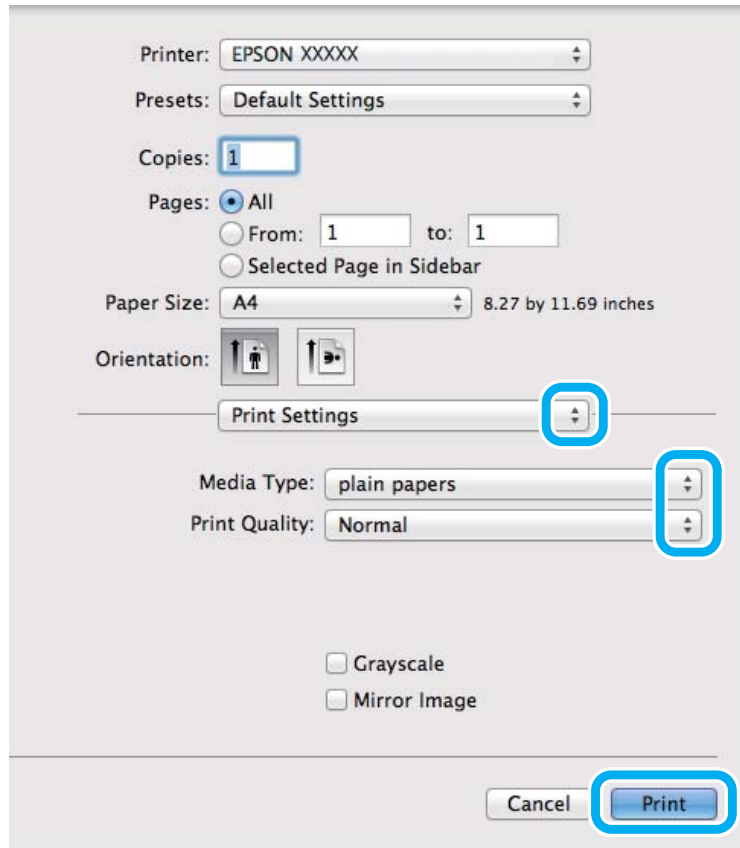 Printer: EPSON XXXXX
Presets: Default Settings
Copies: 1
Pages: All
From: 1 to: 1
Selected Page in Sidebar
Paper Size: A4 8.27 by 11.69 inches
Orientation:
Print Settings
Media Type: plain papers
Print Quality: Normal
Grayscale
Mirror Image
Cancel Print